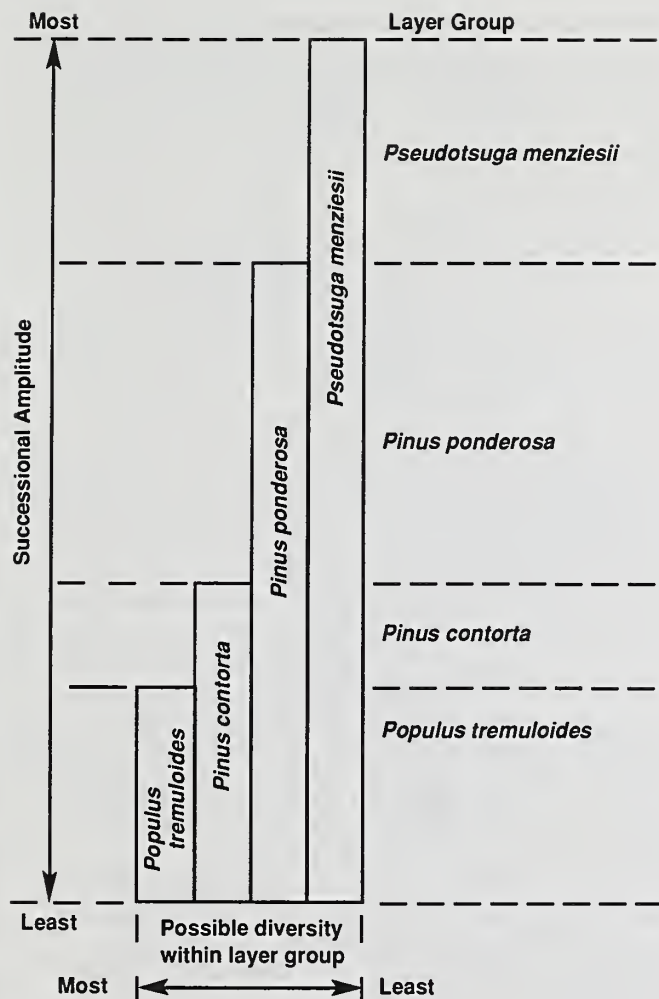 Most
Layer Group
Successional Amplitude
Pseudotsuga menziesii
Pseudotsuga menziesii
Pinus ponderosa
Pinus ponderosa
Pinus contorta
Pinus contorta
Populus tremuloides
Populus
tremuloides
Least
Possible diversity
within layer group
Most
Least